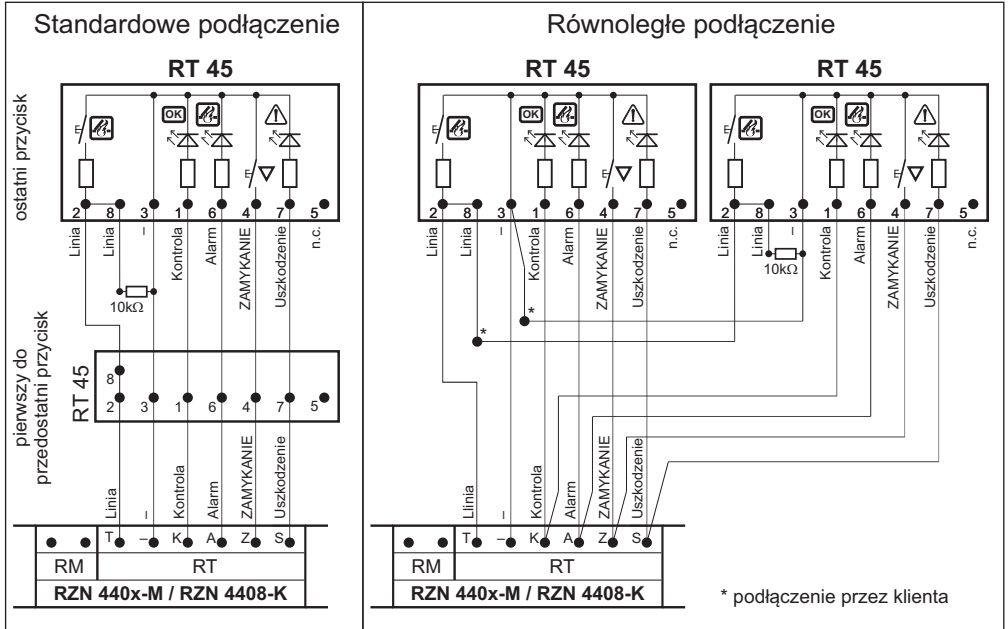 Standardowe podłączenie
RT 45
ostatni przycisk
OK
2 8 3 1 6 4 7 5
Linia
Linia
–
Kontrola
Alarm
ZAMYKANIE
Uszkodzenie
n.c.
10kΩ
pierwszy do
przedostatni przycisk
RT 45
8
2 3 1 6 4 7 5
Linia
–
Kontrola
Alarm
ZAMYKANIE
Uszkodzenie
T – K A Z S
RM RT
RZN 440x-M / RZN 4408-K
Równoległe podłączenie
RT 45
OK
2 8 3 1 6 4 7 5
Linia
Linia
–
Kontrola
Alarm
ZAMYKANIE
Uszkodzenie
n.c.
RT 45
OK
2 8 3 1 6 4 7 5
Linia
Linia
–
Kontrola
Alarm
ZAMYKANIE
Uszkodzenie
n.c.
10kΩ
*
*
Llinia
–
Kontrola
Alarm
ZAMYKANIE
Uszkodzenie
T – K A Z S
RM RT
RZN 440x-M / RZN 4408-K
* podłączenie przez klienta